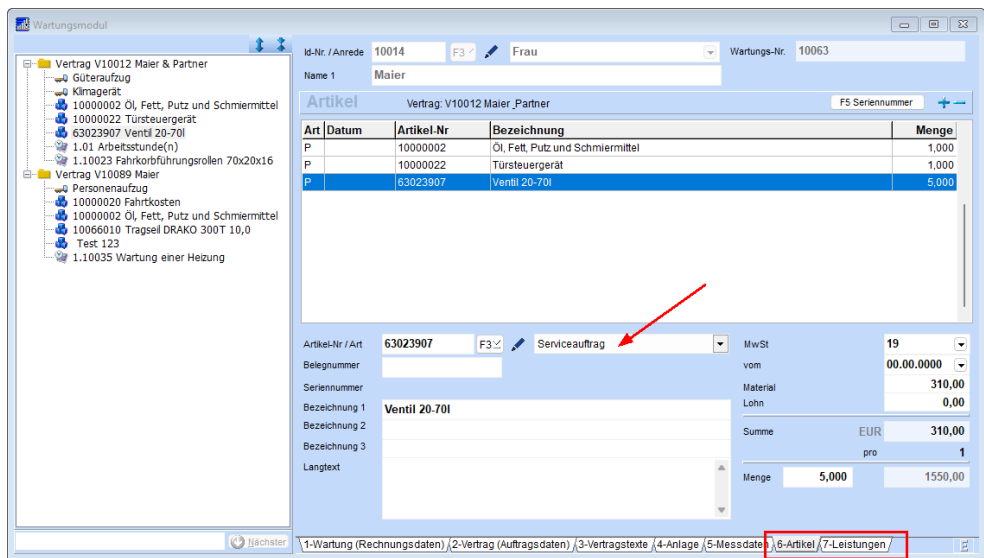 Wartungsmodul
Vertrag V10012 Maier & Partner
Güteraufzug
Klimagerät
10000002 Öl, Fett, Putz und Schmiermittel
10000022 Türsteuergerät
63023907 Ventil 20-70l
1.01 Arbeitsstunde(n)
1.10023 Fahrkorbführungsrollen 70x20x16
Vertrag V10089 Maier
Personenaufzug
10000020 Fahrtkosten
10000002 Öl, Fett, Putz und Schmiermittel
10066010 Tragseil DRAKO 300T 10,0
Test 123
1.10035 Wartung einer Heizung
Nächster
Id-Nr. / Anrede 10014 F3 Frau Wartungs-Nr. 10063
Name 1 Maier
Artikel Vertrag: V10012 Maier_Partner F5 Seriennummer
Art Datum Artikel-Nr Bezeichnung Menge
P 10000002 Öl, Fett, Putz und Schmiermittel 1,000
P 10000022 Türsteuergerät 1,000
P 63023907 Ventil 20-70l 5,000
Artikel-Nr / Art 63023907 F3 Serviceauftrag MwSt 19
Belegnummer vom 00.00.0000
Seriennummer Material 310,00
Bezeichnung 1 Ventil 20-70l Lohn 0,00
Bezeichnung 2 Summe EUR 310,00
Bezeichnung 3 pro 1
Langtext Menge 5,000 1550,00
1-Wartung (Rechnungsdaten) 2-Vertrag (Auftragsdaten) 3-Vertragstexte 4-Anlage 5-Messdaten 6-Artikel 7-Leistungen